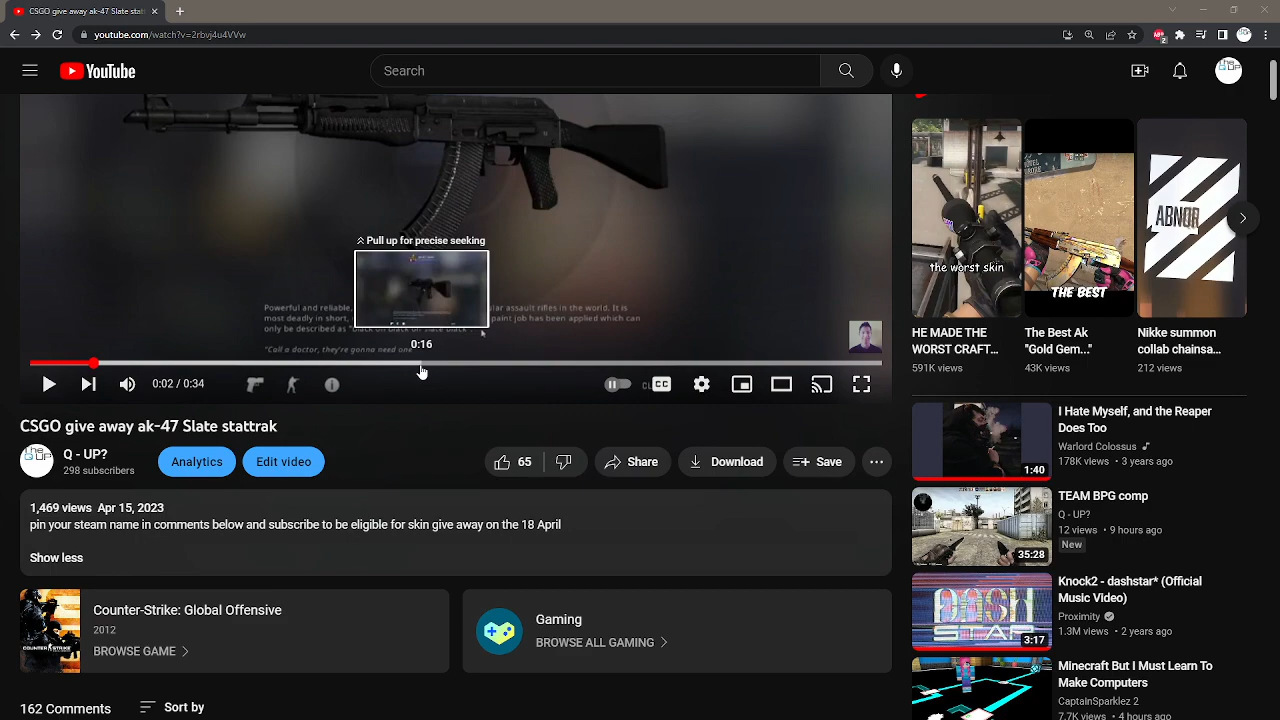 CSGO give away ak-47 Slate stat
youtube.com/watch?v=2rbvj4u4VVw
YouTube
Search
Pull up for precise seeking
Powerful and reliable,
ular assault rifles in the world. It is
most deadly in short,
paint job has been applied which can
only be described as
"Call a doctor, they're gonna need one
0:16
0:02 / 0:34
CC
CSGO give away ak-47 Slate stattrak
Q - UP?
298 subscribers
Analytics
Edit video
65
Share
Download
Save
1,469 views Apr 15, 2023
pin your steam name in comments below and subscribe to be eligible for skin give away on the 18 April
Show less
COUNTER-STRIKE
Counter-Strike: Global Offensive
2012
BROWSE GAME
Gaming
BROWSE ALL GAMING
162 Comments
Sort by
the worst skin
THE BEST
ABNOR
HE MADE THE
WORST CRAFT...
591K views
The Best Ak
"Gold Gem..."
43K views
Nikke summon
collab chainsa...
212 views
1:40
I Hate Myself, and the Reaper
Does Too
Warlord Colossus
178K views • 3 years ago
35:28
TEAM BPG comp
Q - UP?
12 views • 9 hours ago
New
DASH
STAR
3:17
Knock2 - dashstar* (Official
Music Video)
Proximity
1.3M views • 2 years ago
Minecraft But I Must Learn To
Make Computers
CaptainSparklez 2
7.7K views • 4 hours ago